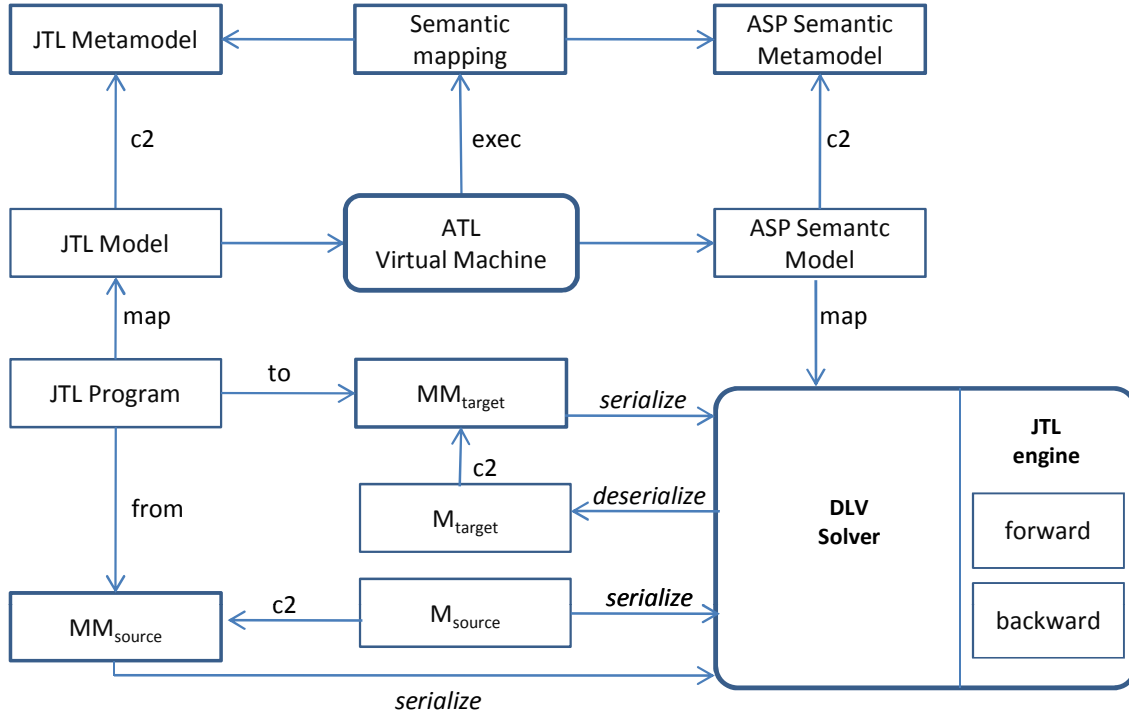 JTL Metamodel
Semantic
mapping
ASP Semantic
Metamodel
c2
exec
c2
JTL Model
ATL
Virtual Machine
ASP Semantc
Model
map
map
JTL Program
to
MMtarget
serialize
JTL
engine
c2
from
deserialize
Mtarget
DLV
Solver
forward
c2
serialize
MMsource
Msource
backward
serialize